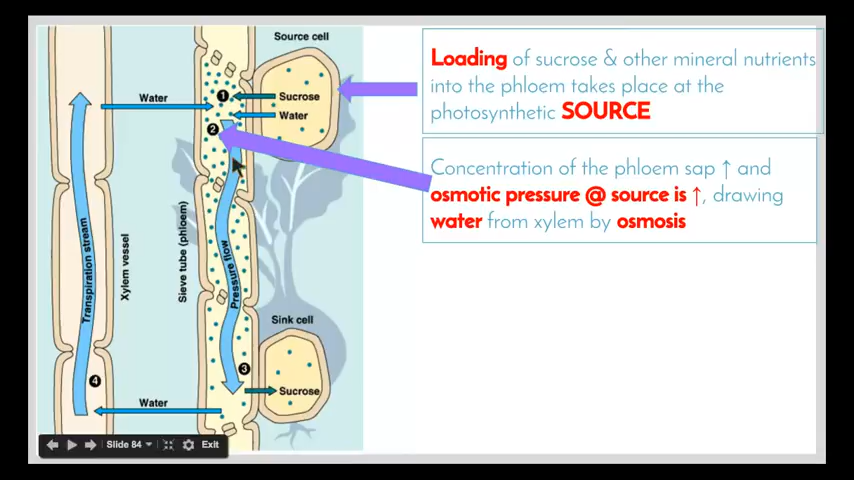 Source cell
Loading of sucrose & other mineral nutrients
into the phloem takes place at the
photosynthetic SOURCE
Water
1
Sucrose
Water
2
Concentration of the phloem sap ↑ and
osmotic pressure @ source is ↑, drawing
water from xylem by osmosis
Transpiration stream
Xylem vessel
Sieve tube (phloem)
Pressure flow
Sink cell
3
4
Sucrose
Water
Slide 84
Exit